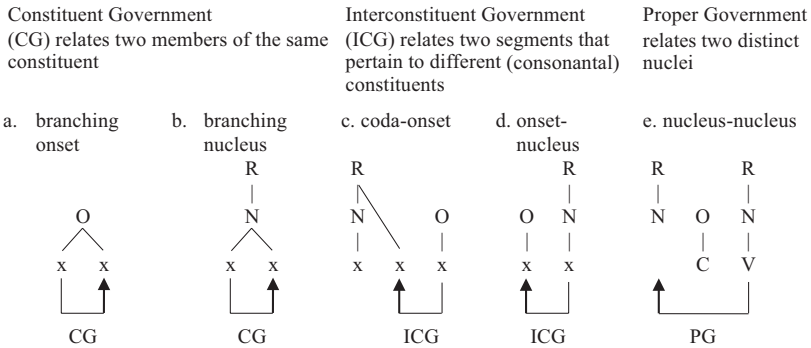 Constituent Government
(CG) relates two members of the same
constituent
Interconstituent Government
(ICG) relates two segments that
pertain to different (consonantal)
constituents
Proper Government
relates two distinct
nuclei
a. branching
onset
b. branching
nucleus
c. coda-onset
d. onset-
nucleus
e. nucleus-nucleus
R R R R R
O N N O O N N O N
x x x x x x x x x C V
CG CG ICG ICG PG